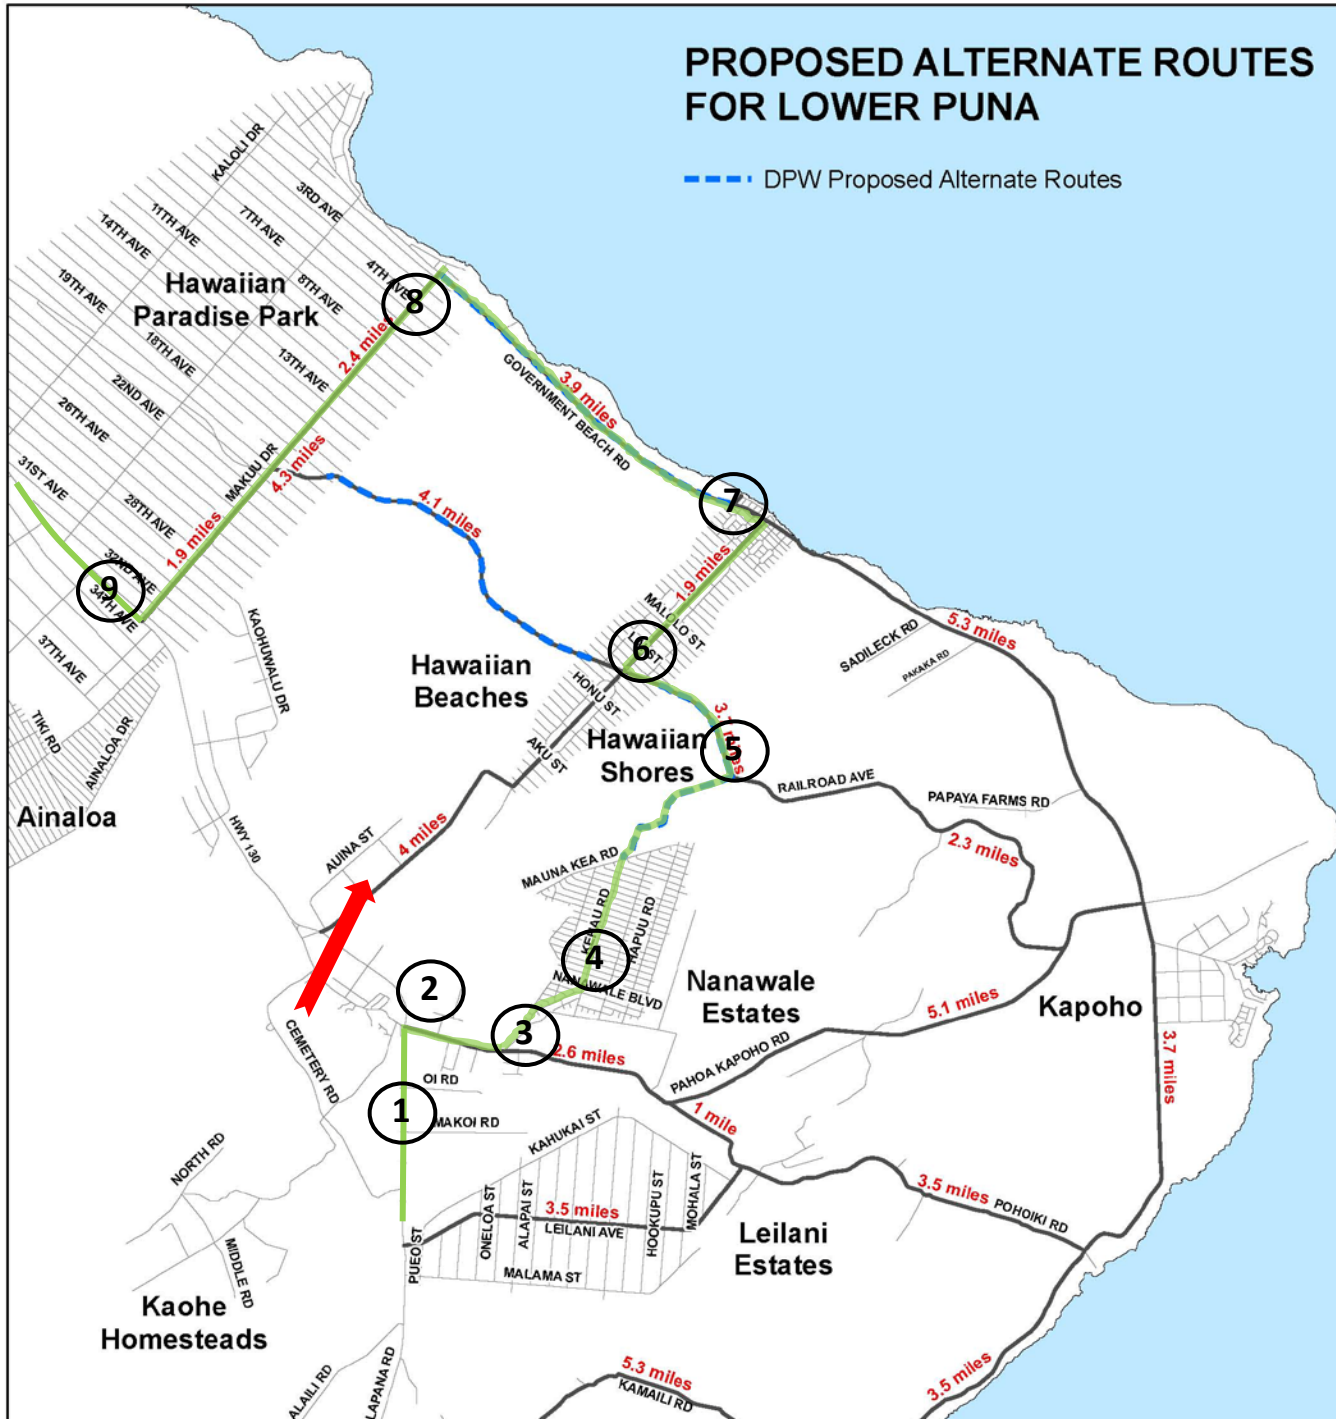 PROPOSED ALTERNATE ROUTES
FOR LOWER PUNA
DPW Proposed Alternate Routes
KALOLI DR
3RD AVE
11TH AVE
7TH AVE
14TH AVE
4TH AVE
8TH AVE
19TH AVE
Hawaiian
Paradise Park
8
18TH AVE
13TH AVE
2.4 miles
22ND AVE
26TH AVE
3.9 miles
GOVERNMENT BEACH RD
MAKUU DR
4.3 miles
31ST AVE
28TH AVE
4.1 miles
7
1.9 miles
32ND AVE
9
34TH AVE
1.9 miles
MALOLO ST
37TH AVE
KAOHUWALU DR
6
5.3 miles
SADILECK RD
PAKAKA RD
Hawaiian
Beaches
HONU ST
TIKI RD
AINALOA DR
AKU ST
Hawaiian
Shores
5
RAILROAD AVE
PAPAYA FARMS RD
Ainaloa
HWY 130
AUINA ST
4 miles
2.3 miles
MAUNA KEA RD
KEAAU RD
HAPUU RD
4
NANAWALE BLVD
Nanawale
Estates
2
3
5.1 miles
Kapoho
CEMETERY RD
2.6 miles
PAHOA KAPOHO RD
3.7 miles
OI RD
1
MAKOI RD
1 mile
KAHUKAI ST
NORTH RD
ONELOA ST
ALAPAI ST
3.5 miles
LEILANI AVE
HOOKUPU ST
MOHALA ST
3.5 miles
POHOIKI RD
PUEO ST
Leilani
Estates
MIDDLE RD
MALAMA ST
Kaohe
Homesteads
ALAILI RD
LAPANA RD
5.3 miles
KAMAILI RD
3.5 miles